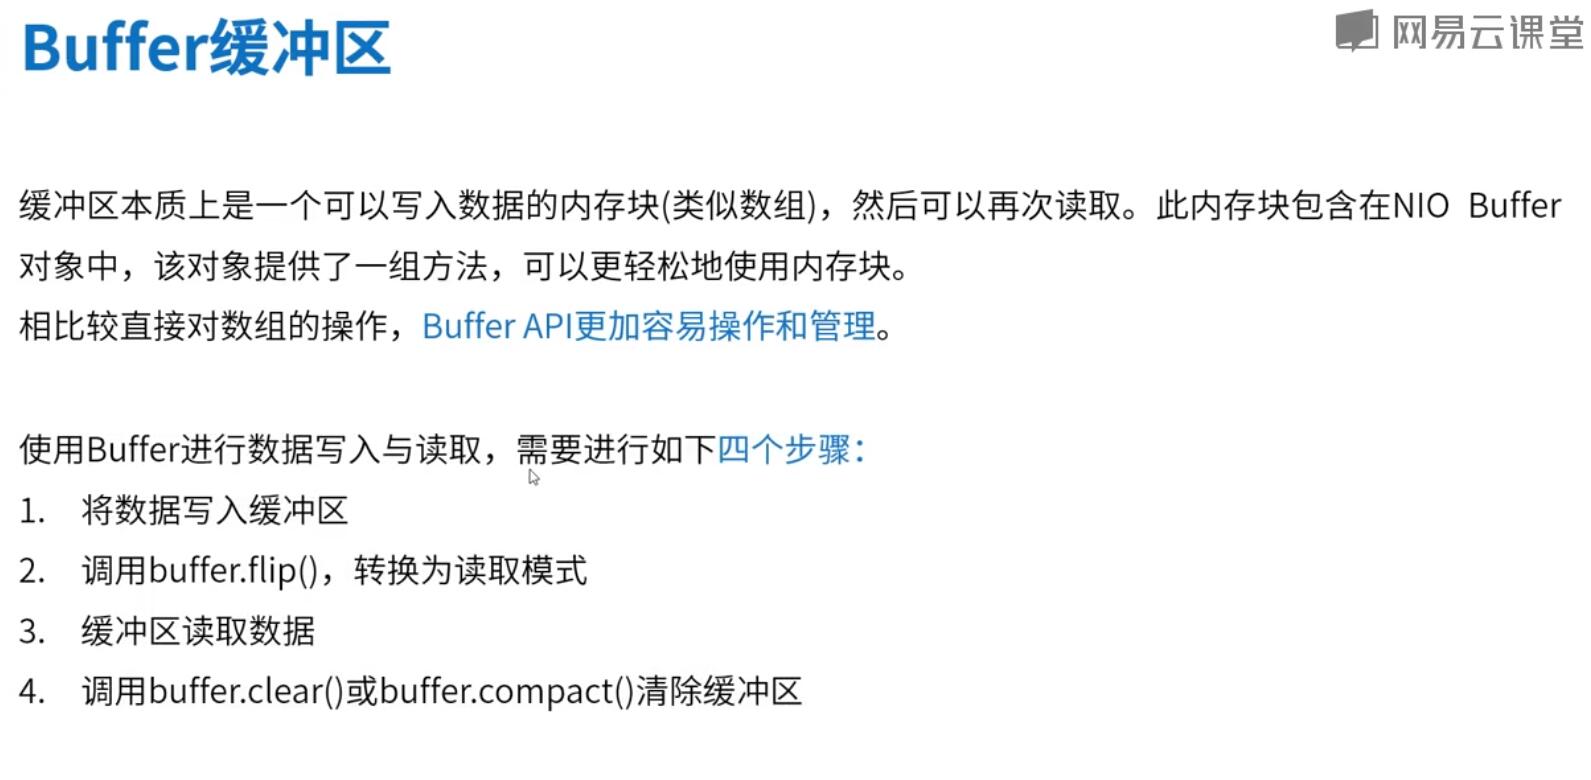 Buffer缓冲区
网易云课堂
缓冲区本质上是一个可以写入数据的内存块(类似数组)，然后可以再次读取。此内存块包含在NIO Buffer
对象中，该对象提供了一组方法，可以更轻松地使用内存块。
相比较直接对数组的操作，Buffer API更加容易操作和管理。
使用Buffer进行数据写入与读取，需要进行如下四个步骤：
1. 将数据写入缓冲区
2. 调用buffer.flip()，转换为读取模式
3. 缓冲区读取数据
4. 调用buffer.clear()或buffer.compact()清除缓冲区